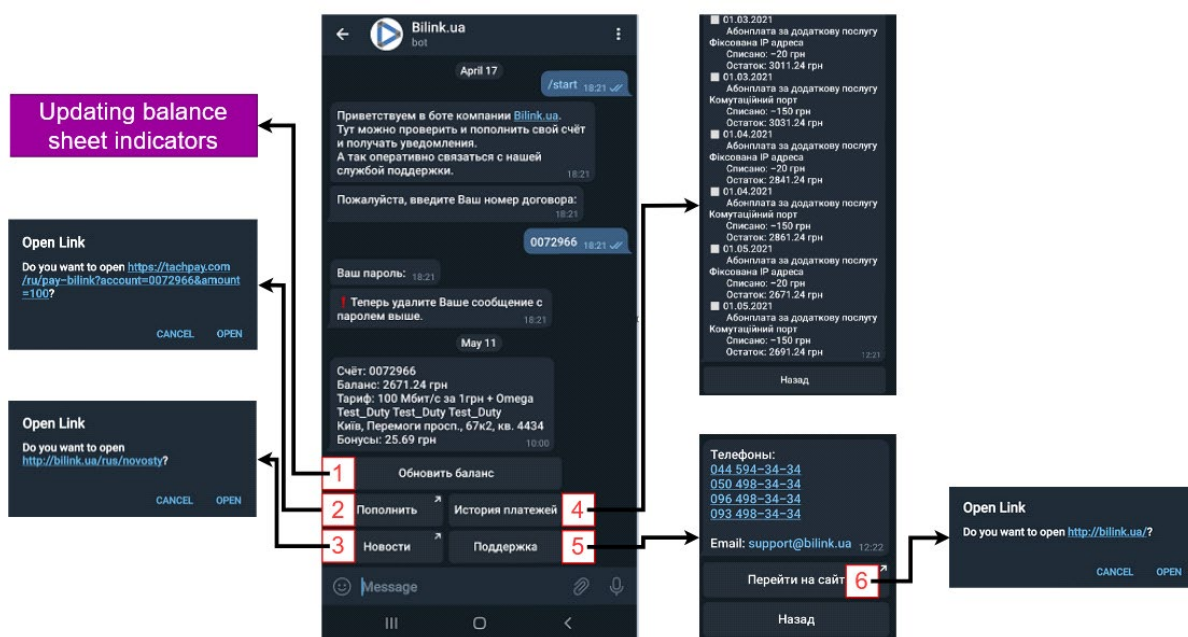 Updating balance
sheet indicators
Open Link
Do you want to open https://tachpay.com
/ru/pay-bilink?account=0072966&amount
=100?
CANCEL OPEN
Open Link
Do you want to open
http://bilink.ua/rus/novosty?
CANCEL OPEN
Bilink.ua
bot
April 17
/start 18:21
Приветствуем в боте компании Bilink.ua.
Тут можно проверить и пополнить свой счёт
и получать уведомления.
А так оперативно связаться с нашей
службой поддержки.
18:21
Пожалуйста, введите Ваш номер договора:
18:21
0072966 18:21
Ваш пароль: 18:21
❗Теперь удалите Ваше сообщение с
паролем выше.
18:21
May 11
Счёт: 0072966
Баланс: 2671.24 грн
Тариф: 100 Мбит/с за 1грн + Omega
Test_Duty Test_Duty Test_Duty
Київ, Перемоги просп., 67к2, кв. 4434
Бонусы: 25.69 грн
10:00
1 Обновить баланс
2 Пополнить История платежей 4
3 Новости Поддержка 5
Message
01.03.2021
Абонплата за додаткову послугу
Фіксована IP адреса
Списано: −20 грн
Остаток: 3011.24 грн
01.03.2021
Абонплата за додаткову послугу
Комутаційний порт
Списано: −150 грн
Остаток: 3031.24 грн
01.04.2021
Абонплата за додаткову послугу
Фіксована IP адреса
Списано: −20 грн
Остаток: 2841.24 грн
01.04.2021
Абонплата за додаткову послугу
Комутаційний порт
Списано: −150 грн
Остаток: 2861.24 грн
01.05.2021
Абонплата за додаткову послугу
Фіксована IP адреса
Списано: −20 грн
Остаток: 2671.24 грн
01.05.2021
Абонплата за додаткову послугу
Комутаційний порт
Списано: −150 грн
Остаток: 2691.24 грн
12:21
Назад
Телефоны:
044 594−34−34
050 498−34−34
096 498−34−34
093 498−34−34
Email: support@bilink.ua 12:22
Перейти на сайт 6
Назад
Open Link
Do you want to open http://bilink.ua/?
CANCEL OPEN